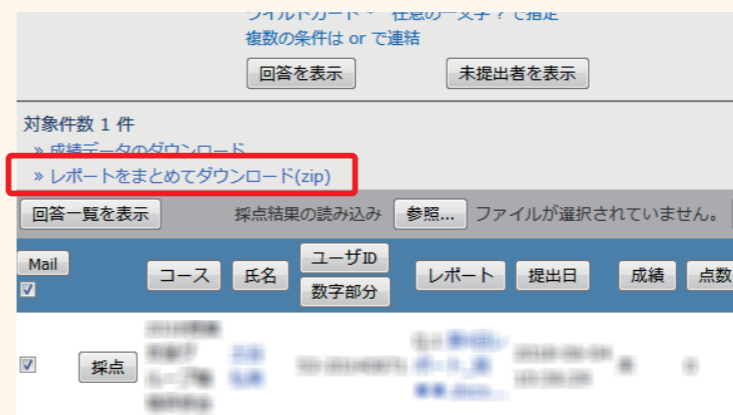 ワイルドカード * 任意の一文字 ? で指定
複数の条件は or で連結
回答を表示 未提出者を表示
対象件数 1 件
» 成績データのダウンロード
» レポートをまとめてダウンロード(zip)
回答一覧を表示 採点結果の読み込み 参照... ファイルが選択されていません。
Mail コース 氏名 ユーザID 数字部分 レポート 提出日 成績 点数
採点